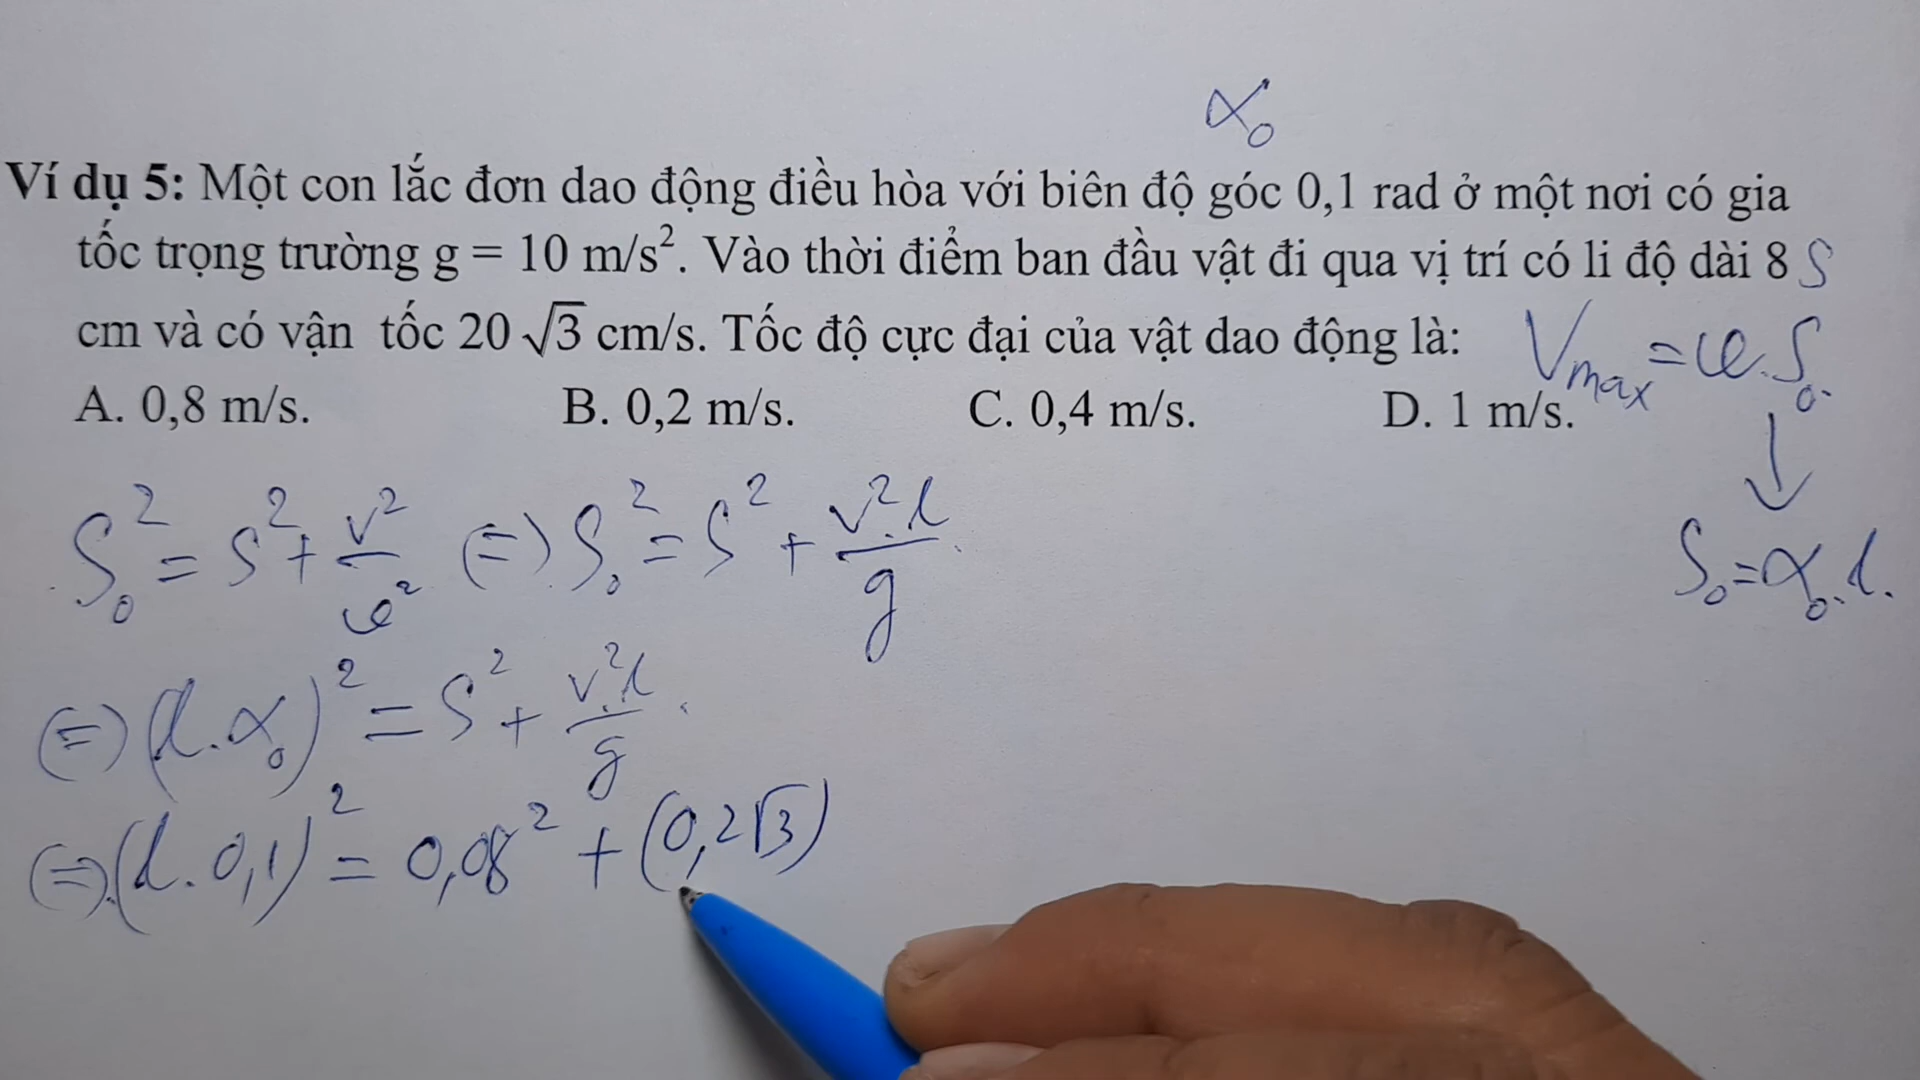 α₀
Ví dụ 5: Một con lắc đơn dao động điều hòa với biên độ góc 0,1 rad ở một nơi có gia
tốc trọng trường g = 10 m/s². Vào thời điểm ban đầu vật đi qua vị trí có li độ dài 8 S
cm và có vận tốc 20√3 cm/s. Tốc độ cực đại của vật dao động là:
V_max = ω.S₀.
A. 0,8 m/s. B. 0,2 m/s. C. 0,4 m/s. D. 1 m/s.
↓
S₀² = S² + v²/ω² (=) S₀² = S² + v².l/g
S₀ = α₀.l.
(=) (l.α₀)² = S² + v².l/g
(=) (l.0,1)² = 0,08² + (0,2√3)